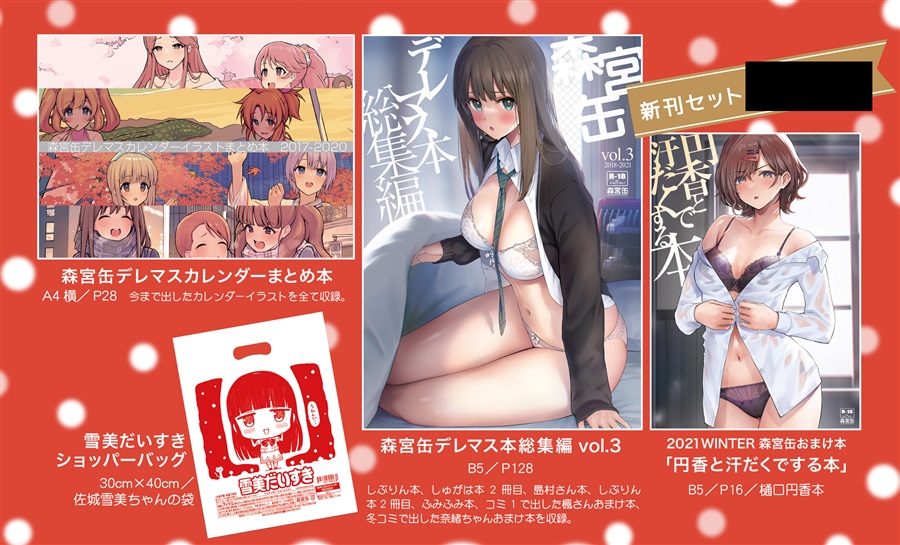 森宮缶デレマスカレンダーイラストまとめ本 2017-2020
森宮缶デレマスカレンダーまとめ本
A4横／P28 今まで出したカレンダーイラストを全て収録。
雪美だいすき
雪美だいすき
ショッパーバッグ
30cm×40cm／
佐城雪美ちゃんの袋
デレマス本
総集編
森宮缶
vol.3
2018-2021
R-18
森宮缶
森宮缶デレマス本総集編 vol.3
B5／P128
しぶりん本、しゅがは本2冊目、島村さん本、しぶりん
本2冊目、ふみふみ本、コミ1で出した楓さんおまけ本、
冬コミで出した奈緒ちゃんおまけ本を収録。
新刊セット
円香と
汗だくでする本
R-18
森宮缶
2021WINTER 森宮缶おまけ本
「円香と汗だくでする本」
B5／P16／樋口円香本